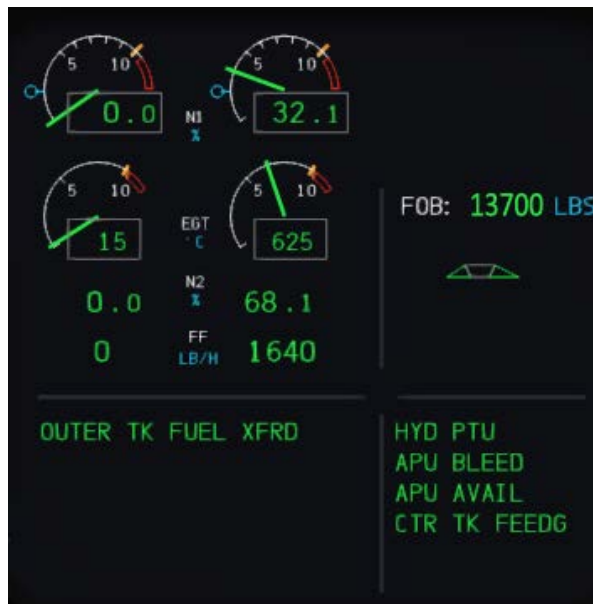 5 10 5 10
0.0 N1 32.1
%
5 10 5 10
15 EGT 625
°C
FOB: 13700 LBS
0.0 N2 68.1
%
0 FF 1640
LB/H
OUTER TK FUEL XFRD
HYD PTU
APU BLEED
APU AVAIL
CTR TK FEEDG